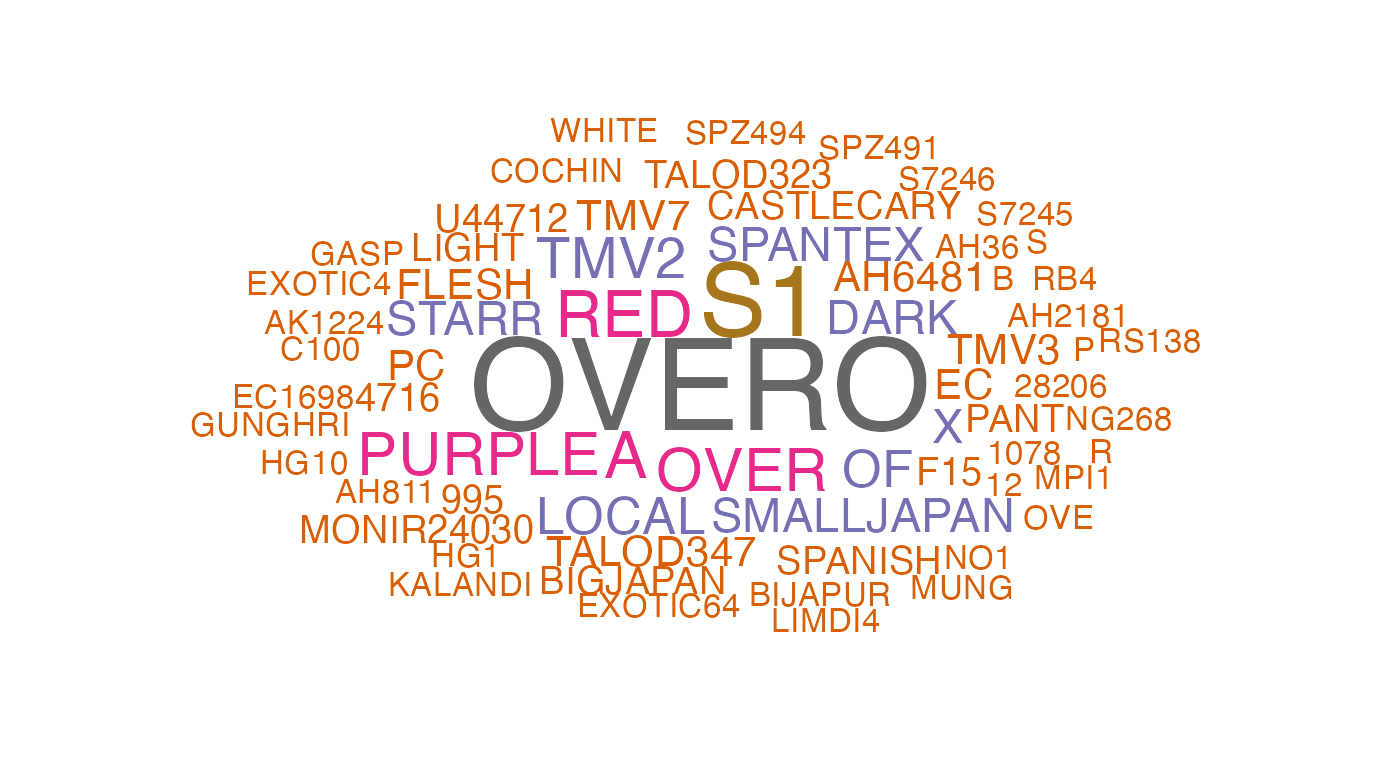 WHITE SPZ494 SPZ491
COCHIN TALOD323 S7246
U44712 TMV7 CASTLECARY S7245
GASP LIGHT TMV2 SPANTEX AH36 S
EXOTIC4 FLESH S1 AH6481 B RB4
AK1224 STARR RED DARK AH2181
C100 PC OVERO TMV3 P RS138
EC16984716 EC 28206
GUNGHRI X PANT NG268
HG10 PURPLE A OVER OF F15 1078 R
AH811 995 12 MPI1
MONIR24030 LOCAL SMALLJAPAN OVE
HG1 TALOD347 SPANISH NO1
KALANDI BIGJAPAN BIJAPUR MUNG
EXOTIC64 LIMDI4